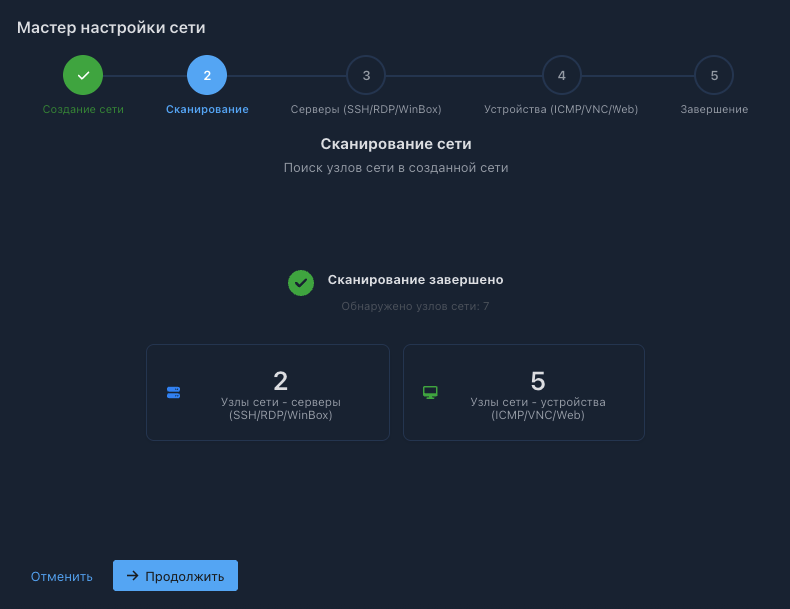 Мастер настройки сети
2
3
4
5
Создание сети
Сканирование
Серверы (SSH/RDP/WinBox)
Устройства (ICMP/VNC/Web)
Завершение
Сканирование сети
Поиск узлов сети в созданной сети
Сканирование завершено
Обнаружено узлов сети: 7
2
Узлы сети - серверы
(SSH/RDP/WinBox)
5
Узлы сети - устройства
(ICMP/VNC/Web)
Отменить
Продолжить